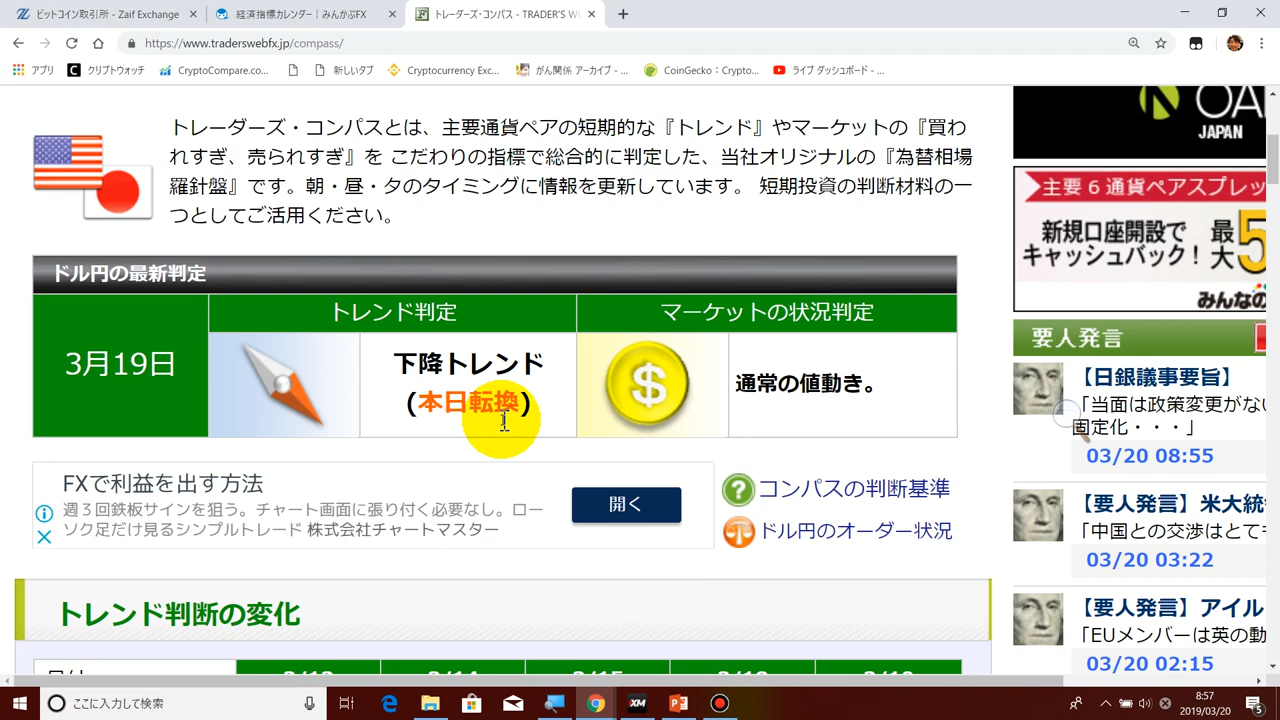 ビットコイン取引所 - Zaif Exchange
経済指標カレンダー｜みんかぶFX
トレーダーズ・コンパス - TRADER'S W
https://www.traderswebfx.jp/compass/
アプリ
クリプトウォッチ
CryptoCompare.co...
新しいタブ
Cryptocurrency Exc...
がん関係 アーカイブ - ...
CoinGecko：Crypto...
ライブ ダッシュボード - ...
トレーダーズ・コンパスとは、主要通貨ペアの短期的な『トレンド』やマーケットの『買わ
れすぎ、売られすぎ』を こだわりの指標で総合的に判定した、当社オリジナルの『為替相場
羅針盤』です。朝・昼・夕のタイミングに情報を更新しています。 短期投資の判断材料の一
つとしてご活用ください。
ドル円の最新判定
トレンド判定
マーケットの状況判定
3月19日
下降トレンド
(本日転換)
通常の値動き。
FXで利益を出す方法
週３回鉄板サインを狙う。チャート画面に張り付く必要なし。ロー
ソク足だけ見るシンプルトレード 株式会社チャートマスター
開く
コンパスの判断基準
ドル円のオーダー状況
トレンド判断の変化
3/13
3/14
3/15
3/18
3/19
JAPAN
主要６通貨ペアスプレッ
新規口座開設で
キャッシュバック！
最
大
5
みんなの
要人発言
【日銀議事要旨】
「当面は政策変更がな
固定化・・・」
03/20 08:55
【要人発言】米大統
「中国との交渉はとて
03/20 03:22
【要人発言】アイル
「EUメンバーは英の動
03/20 02:15
ここに入力して検索
XM
8:57
2019/03/20
5